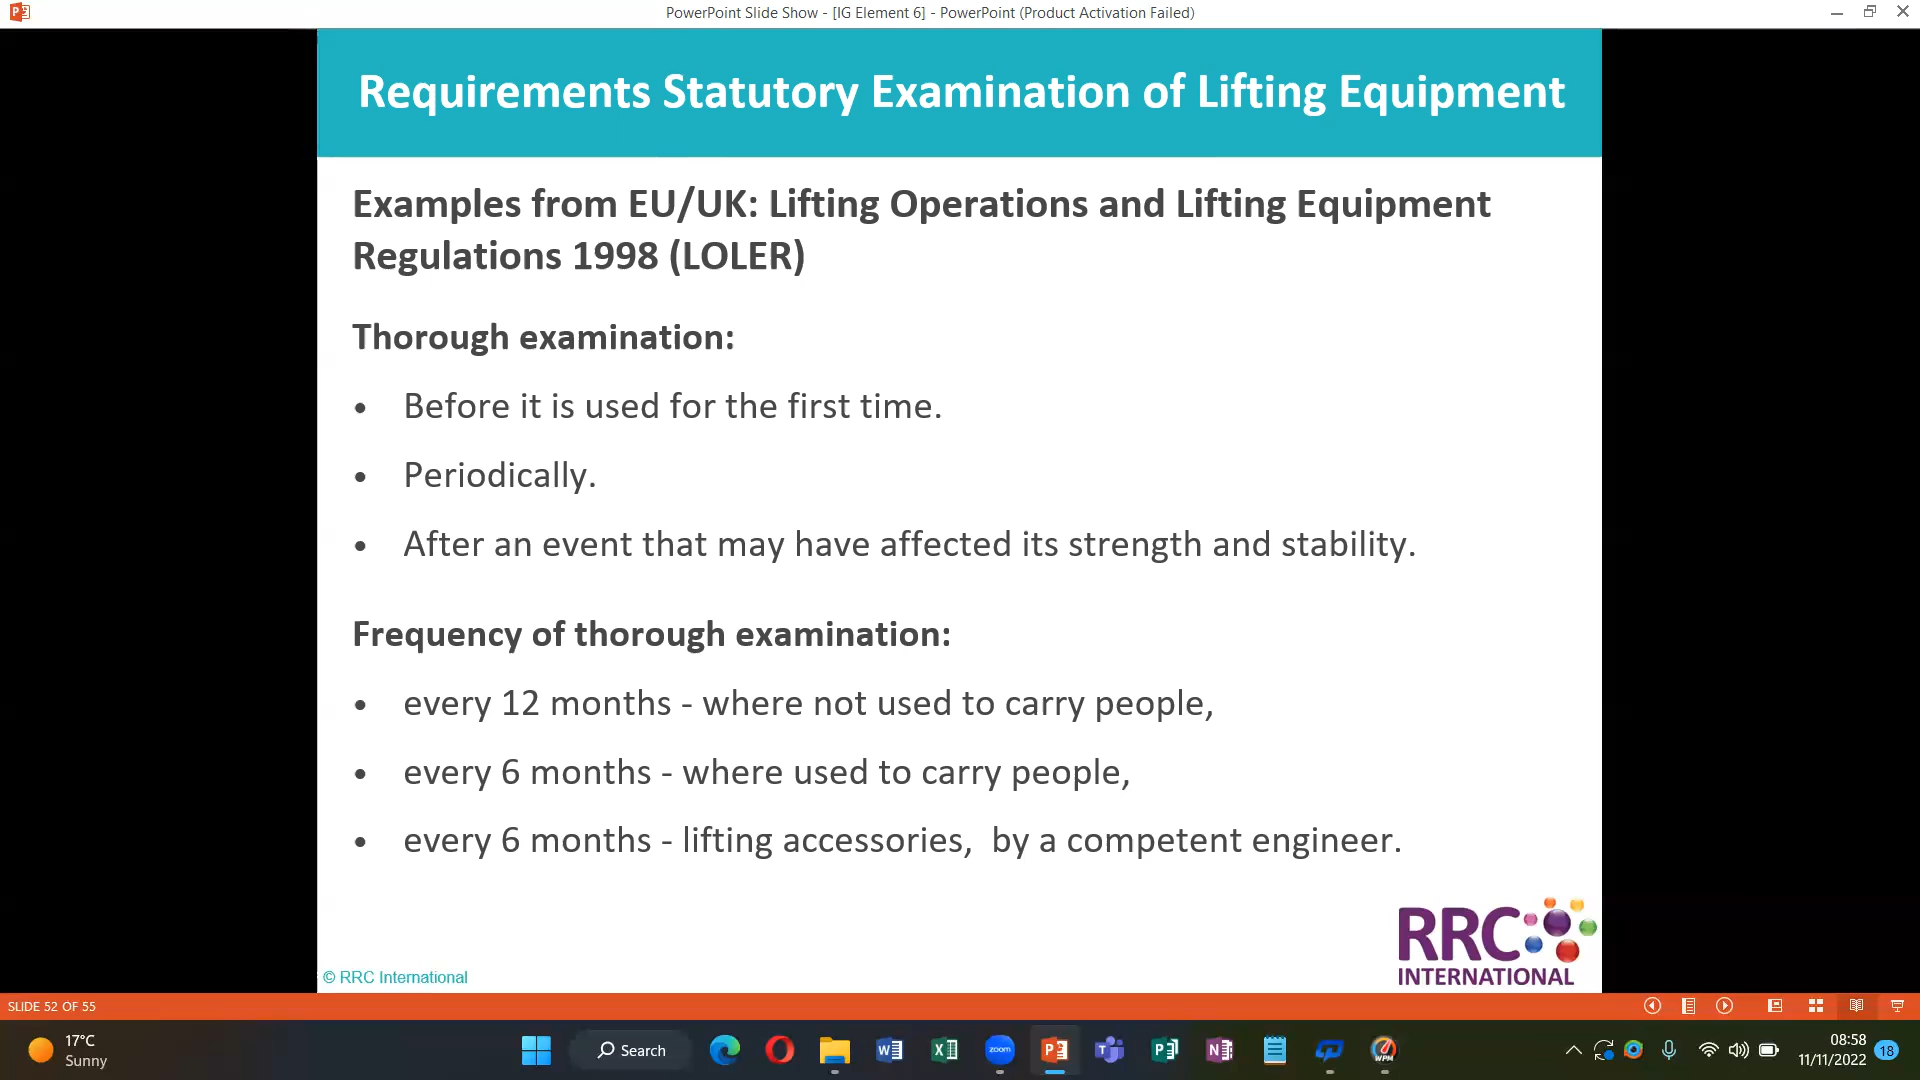 PowerPoint Slide Show - [IG Element 6] - PowerPoint (Product Activation Failed)
Requirements Statutory Examination of Lifting Equipment
Examples from EU/UK: Lifting Operations and Lifting Equipment
Regulations 1998 (LOLER)
Thorough examination:
• Before it is used for the first time.
• Periodically.
• After an event that may have affected its strength and stability.
Frequency of thorough examination:
• every 12 months - where not used to carry people,
• every 6 months - where used to carry people,
• every 6 months - lifting accessories,  by a competent engineer.
RRC
INTERNATIONAL
© RRC International
SLIDE 52 OF 55
17°C
Sunny
Search
zoom
WPM
08:58
11/11/2022
18